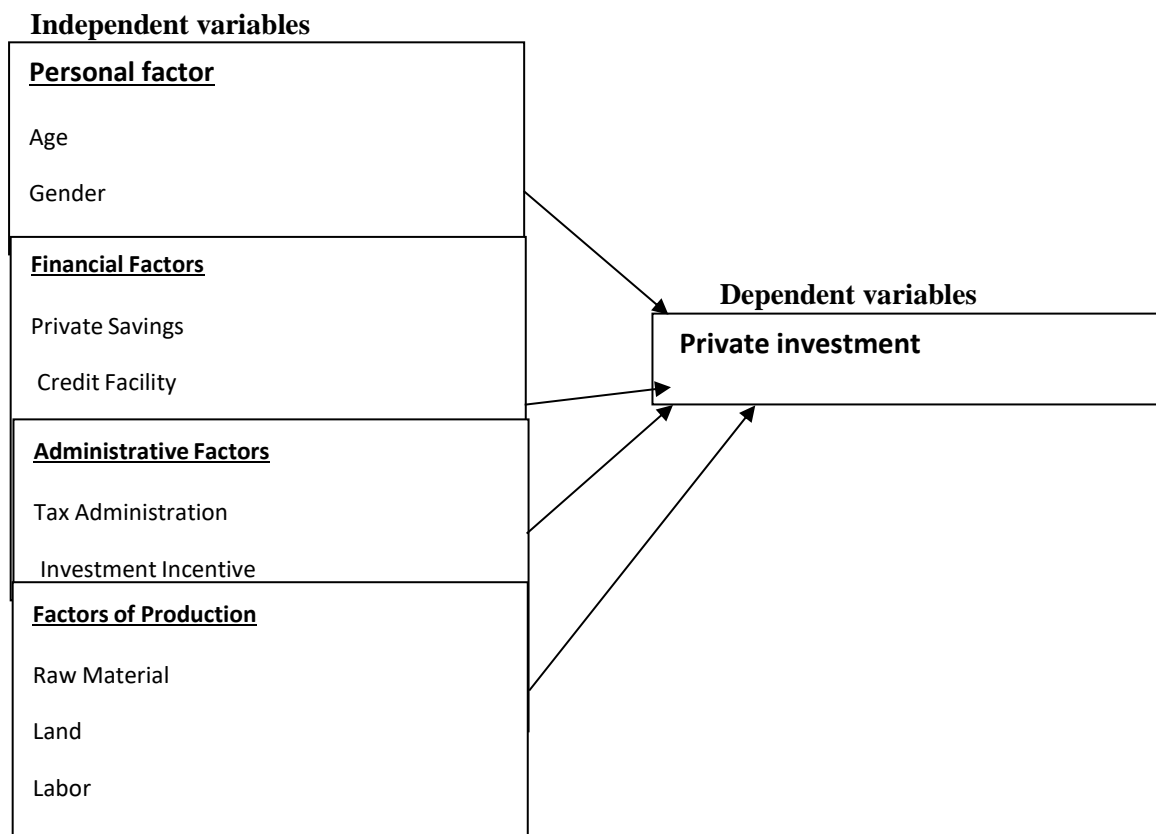 Independent variables
Personal factor
Age
Gender
Financial Factors
Private Savings
Credit Facility
Administrative Factors
Tax Administration
Investment Incentive
Factors of Production
Raw Material
Land
Labor
Dependent variables
Private investment